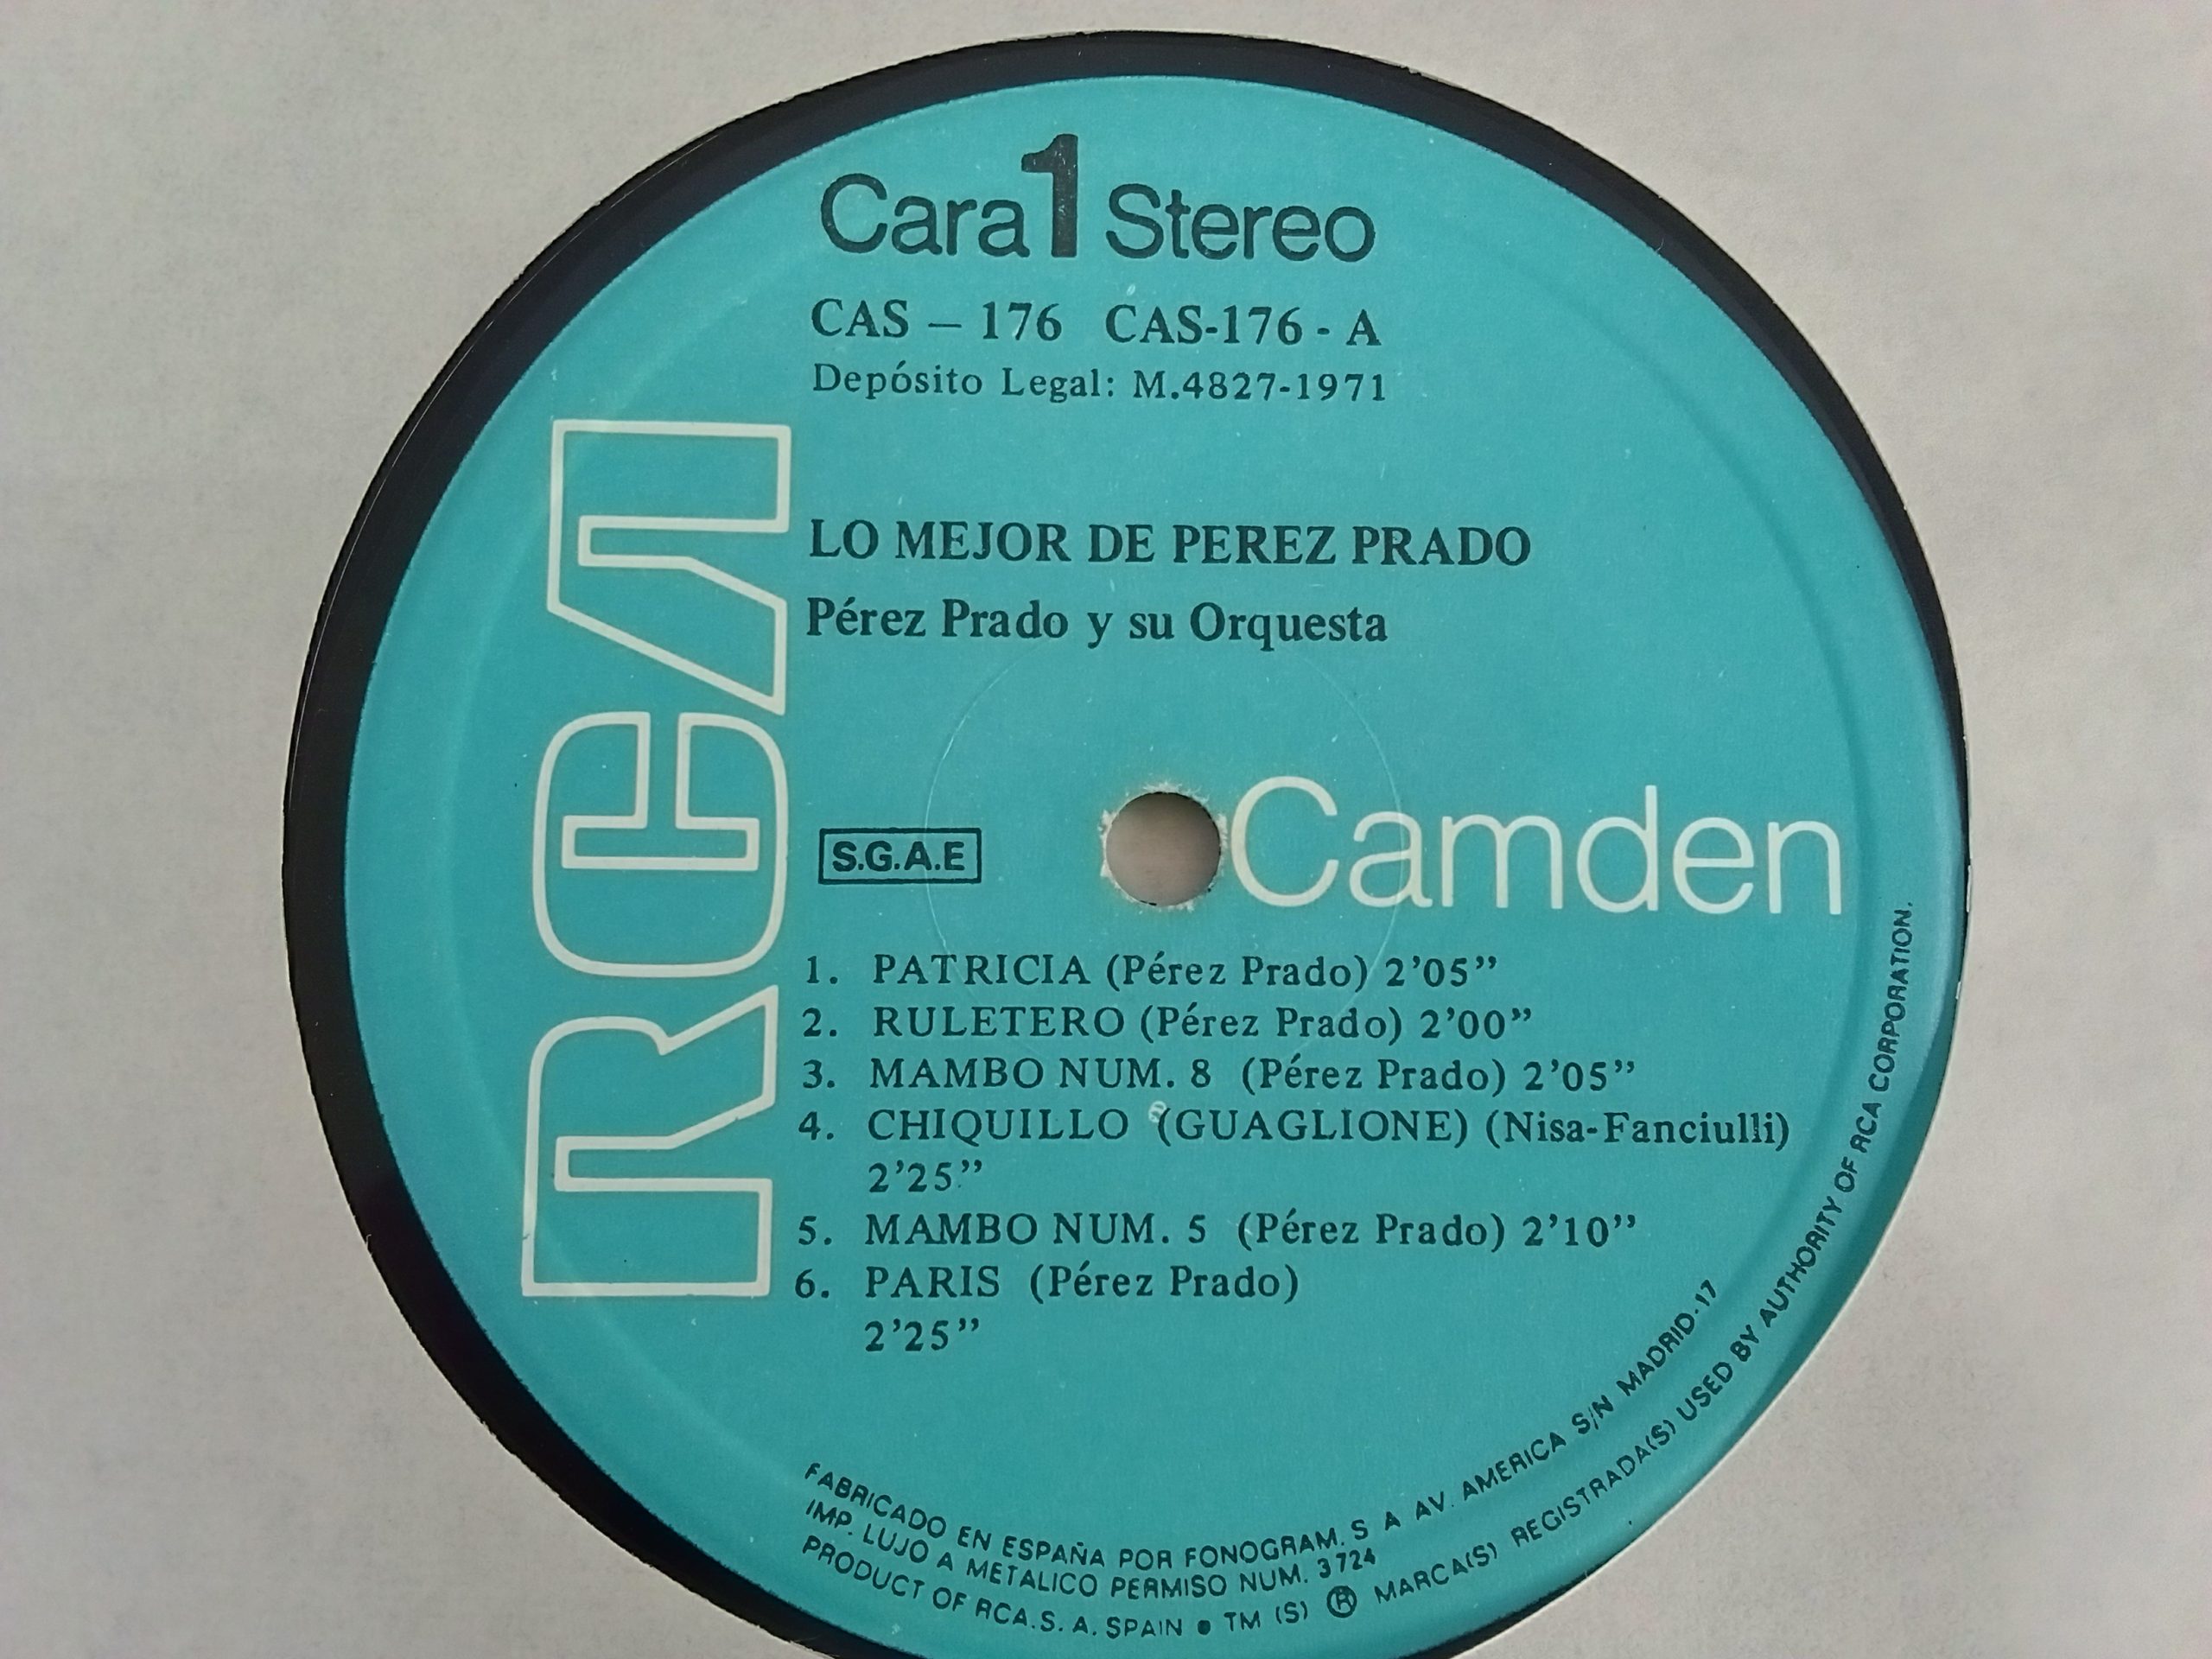 Cara 1 Stereo
CAS – 176 CAS-176 - A
Depósito Legal: M.4827-1971
RCA
LO MEJOR DE PEREZ PRADO
Pérez Prado y su Orquesta
S.G.A.E
Camden
1. PATRICIA (Pérez Prado) 2’05”
2. RULETERO (Pérez Prado) 2’00”
3. MAMBO NUM. 8 (Pérez Prado) 2’05”
4. CHIQUILLO (GUAGLIONE) (Nisa-Fanciulli)
2’25”
5. MAMBO NUM. 5 (Pérez Prado) 2’10”
6. PARIS (Pérez Prado)
2’25”
FABRICADO EN ESPAÑA POR FONOGRAM. S A AV. AMERICA S/N MADRID-17
IMP. LUJO A METALICO PERMISO NUM. 3724
PRODUCT OF RCA.S. A. SPAIN ● TM (S) ® MARCA(S) REGISTRADA(S) USED BY AUTHORITY OF RCA CORPORATION.